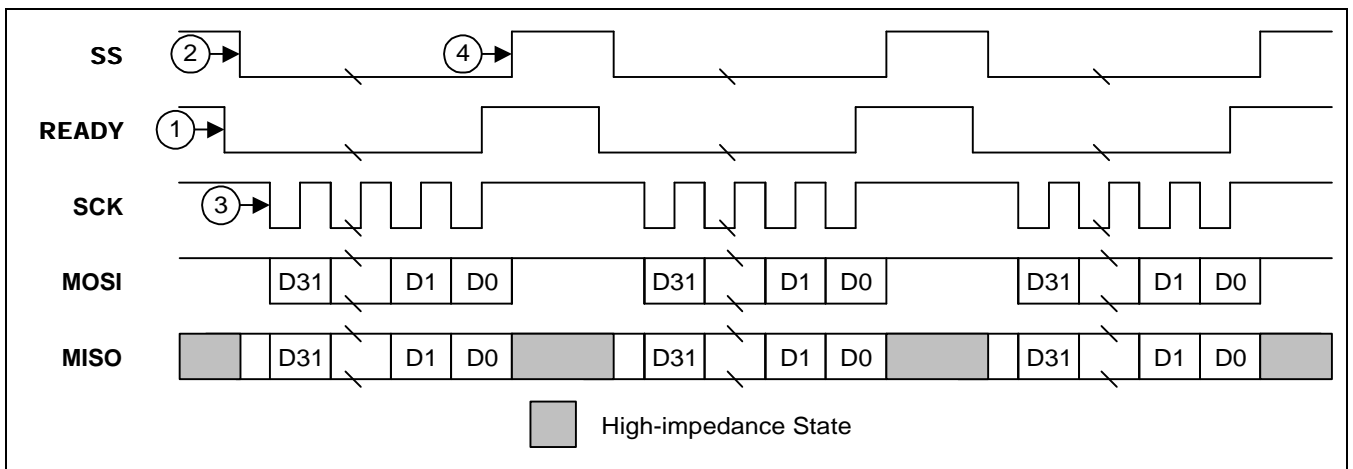 SS 2 4
READY 1
SCK 3
MOSI D31 D1 D0 D31 D1 D0 D31 D1 D0
MISO D31 D1 D0 D31 D1 D0 D31 D1 D0
High-impedance State